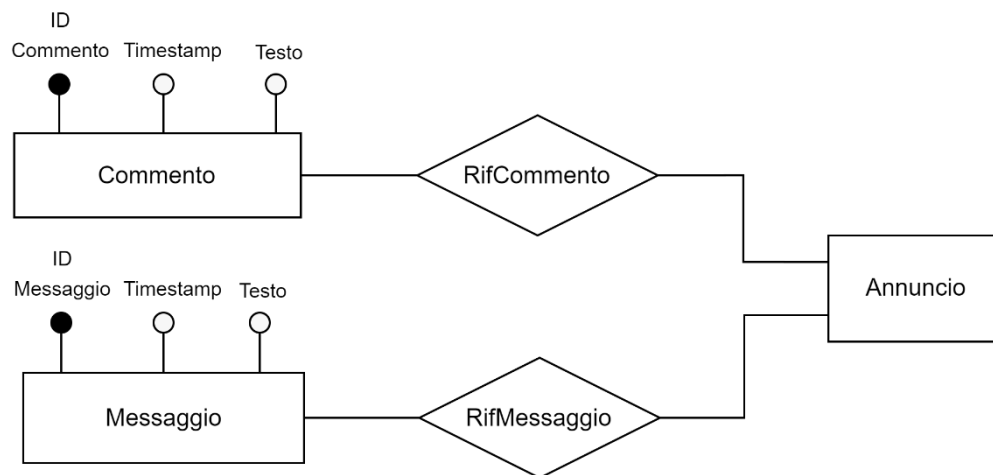 ID
Commento Timestamp Testo
Commento
RifCommento
ID
Messaggio Timestamp Testo
Annuncio
Messaggio
RifMessaggio